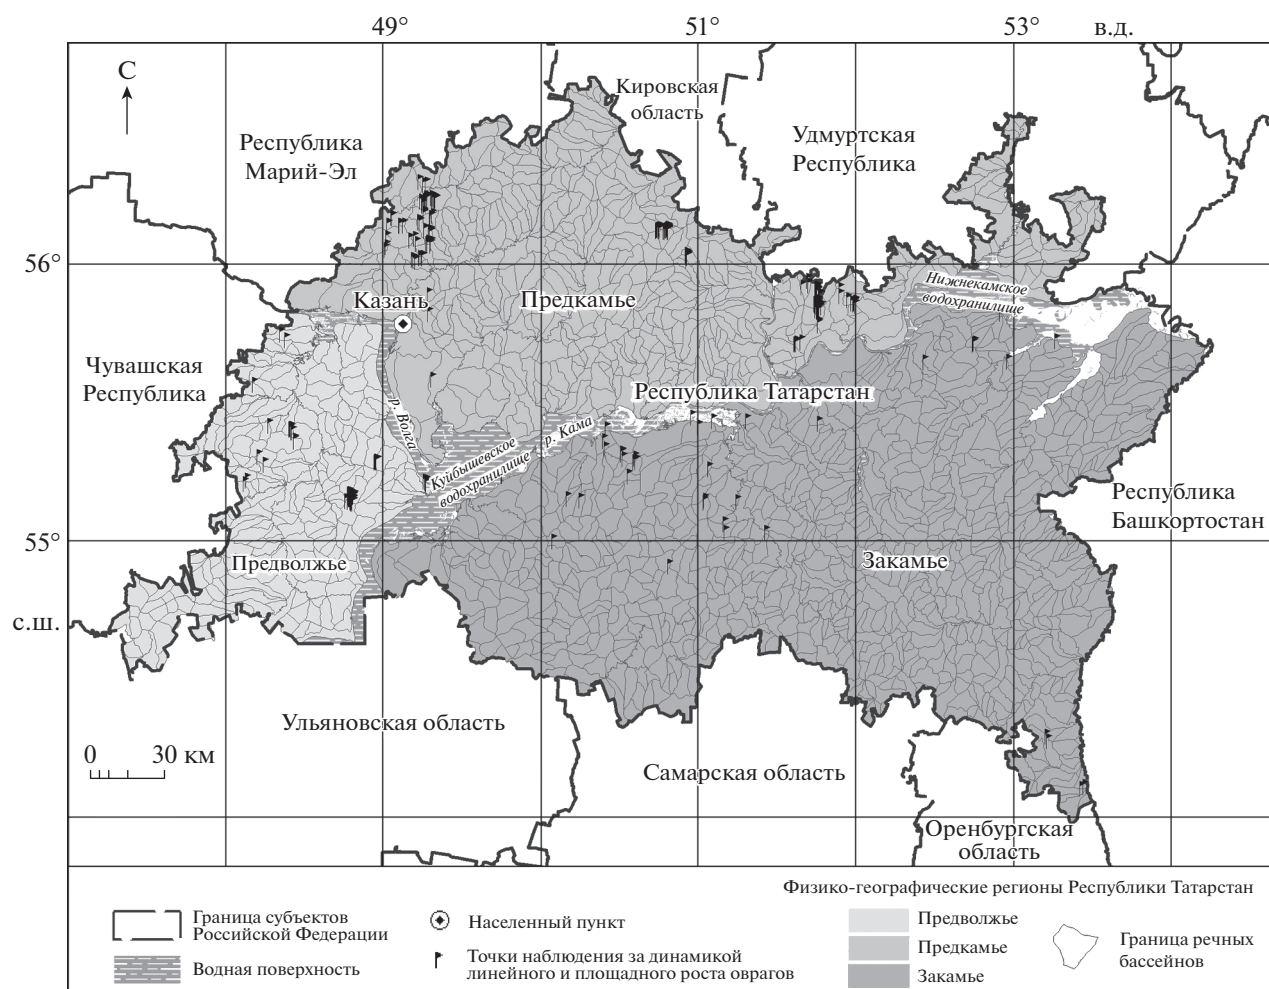 49°
51°
53°
в.д.
С
Кировская
область
Республика
Марий-Эл
Удмуртская
Республика
56°
Нижнекамское
водохранилище
Казань
Предкамье
Чувашская
Республика
Республика Татарстан
р. Волга
Куйбышевское
водохранилище
р. Кама
Республика
Башкортостан
55°
Предволжье
Закамье
с.ш.
Ульяновская область
0 30 км
Самарская область
Оренбургская
область
Физико-географические регионы Республики Татарстан
Граница субъектов
Российской Федерации
Водная поверхность
Населенный пункт
Точки наблюдения за динамикой
линейного и площадного роста оврагов
Предволжье
Предкамье
Закамье
Граница речных
бассейнов